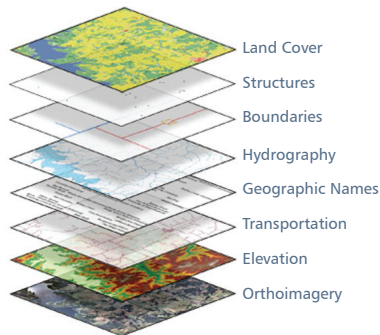 Land Cover
Structures
Boundaries
Hydrography
Geographic Names
Transportation
Elevation
Orthoimagery